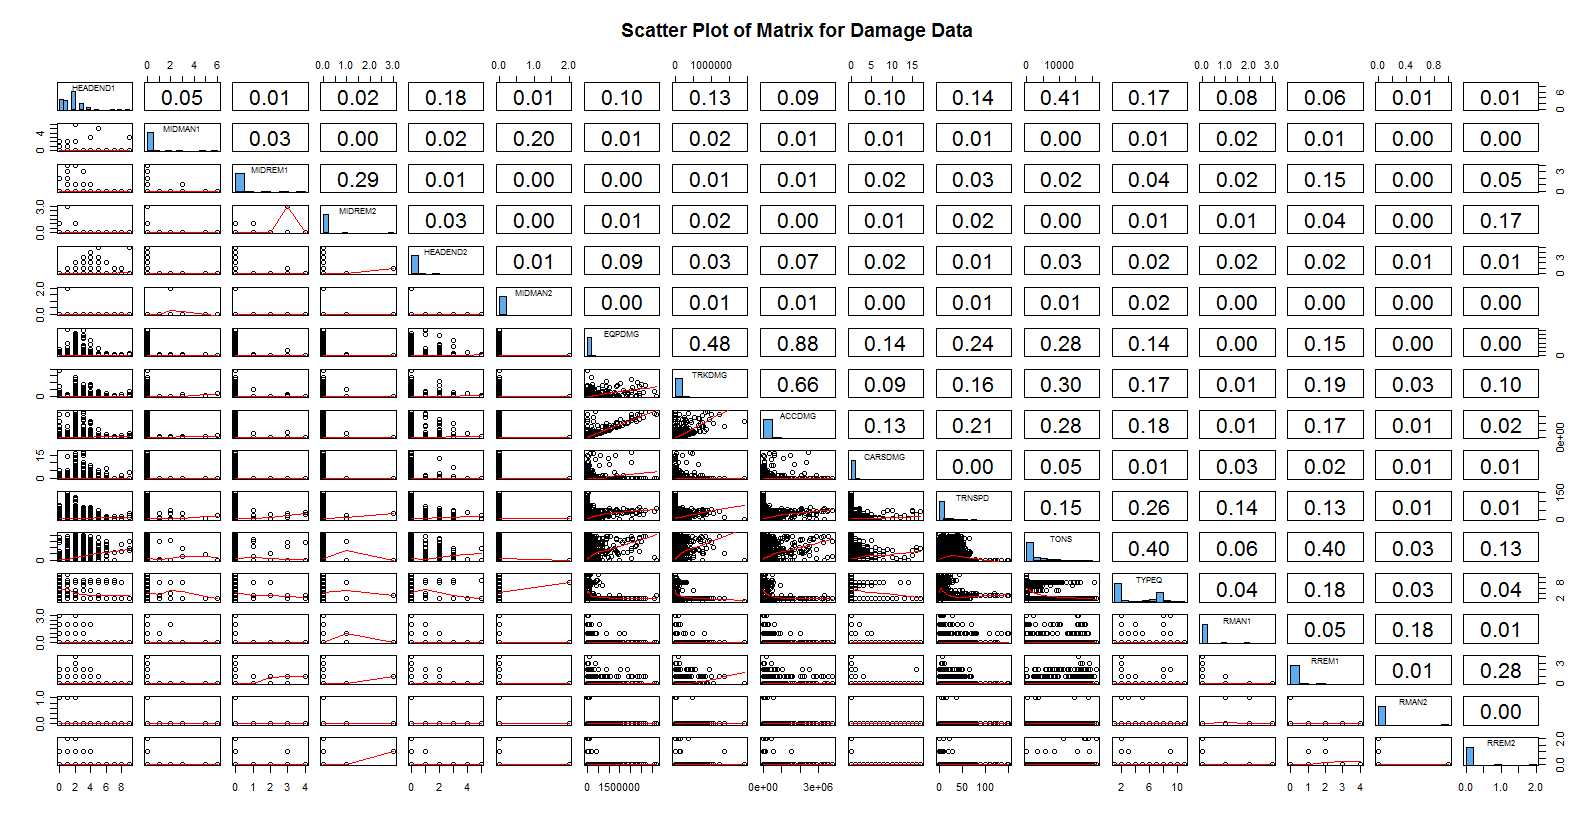 Scatter Plot of Matrix for Damage Data
0 2 4 6 0.0 1.0 2.0 3.0 0.0 1.0 2.0 0 1000000 0 5 10 15 0 10000 0.0 1.0 2.0 3.0 0.0 0.4 0.8
HEADEND1 0.05 0.01 0.02 0.18 0.01 0.10 0.13 0.09 0.10 0.14 0.41 0.17 0.08 0.06 0.01 0.01 0 6
0 4 MIDMAN1 0.03 0.00 0.02 0.20 0.01 0.02 0.01 0.01 0.01 0.00 0.01 0.02 0.01 0.00 0.00
MIDREM1 0.29 0.01 0.00 0.00 0.01 0.01 0.02 0.03 0.02 0.04 0.02 0.15 0.00 0.05 0 3
0.0 3.0 MIDREM2 0.03 0.00 0.01 0.02 0.00 0.01 0.02 0.00 0.01 0.01 0.04 0.00 0.17
HEADEND2 0.01 0.09 0.03 0.07 0.02 0.01 0.03 0.02 0.02 0.02 0.01 0.01 0 3
0.0 2.0 MIDMAN2 0.00 0.01 0.01 0.00 0.01 0.01 0.02 0.00 0.00 0.00 0.00
EQPDMG 0.48 0.88 0.14 0.24 0.28 0.14 0.00 0.15 0.00 0.00 0
0 TRKDMG 0.66 0.09 0.16 0.30 0.17 0.01 0.19 0.03 0.10
ACCDMG 0.13 0.21 0.28 0.18 0.01 0.17 0.01 0.02 0e+00
0 15 CARSDMG 0.00 0.05 0.01 0.03 0.02 0.01 0.01
TRNSPD 0.15 0.26 0.14 0.13 0.01 0.01 0 150
0 TONS 0.40 0.06 0.40 0.03 0.13
TYPEQ 0.04 0.18 0.03 0.04 2 8
0.0 3.0 RMAN1 0.05 0.18 0.01
RREM1 0.01 0.28 0 3
0.0 1.0 RMAN2 0.00
RREM2 0.0 2.0
0 2 4 6 8 0 1 2 3 4 0 2 4 0 1500000 0e+00 3e+06 0 50 100 2 6 10 0 1 2 3 4 0.0 1.0 2.0